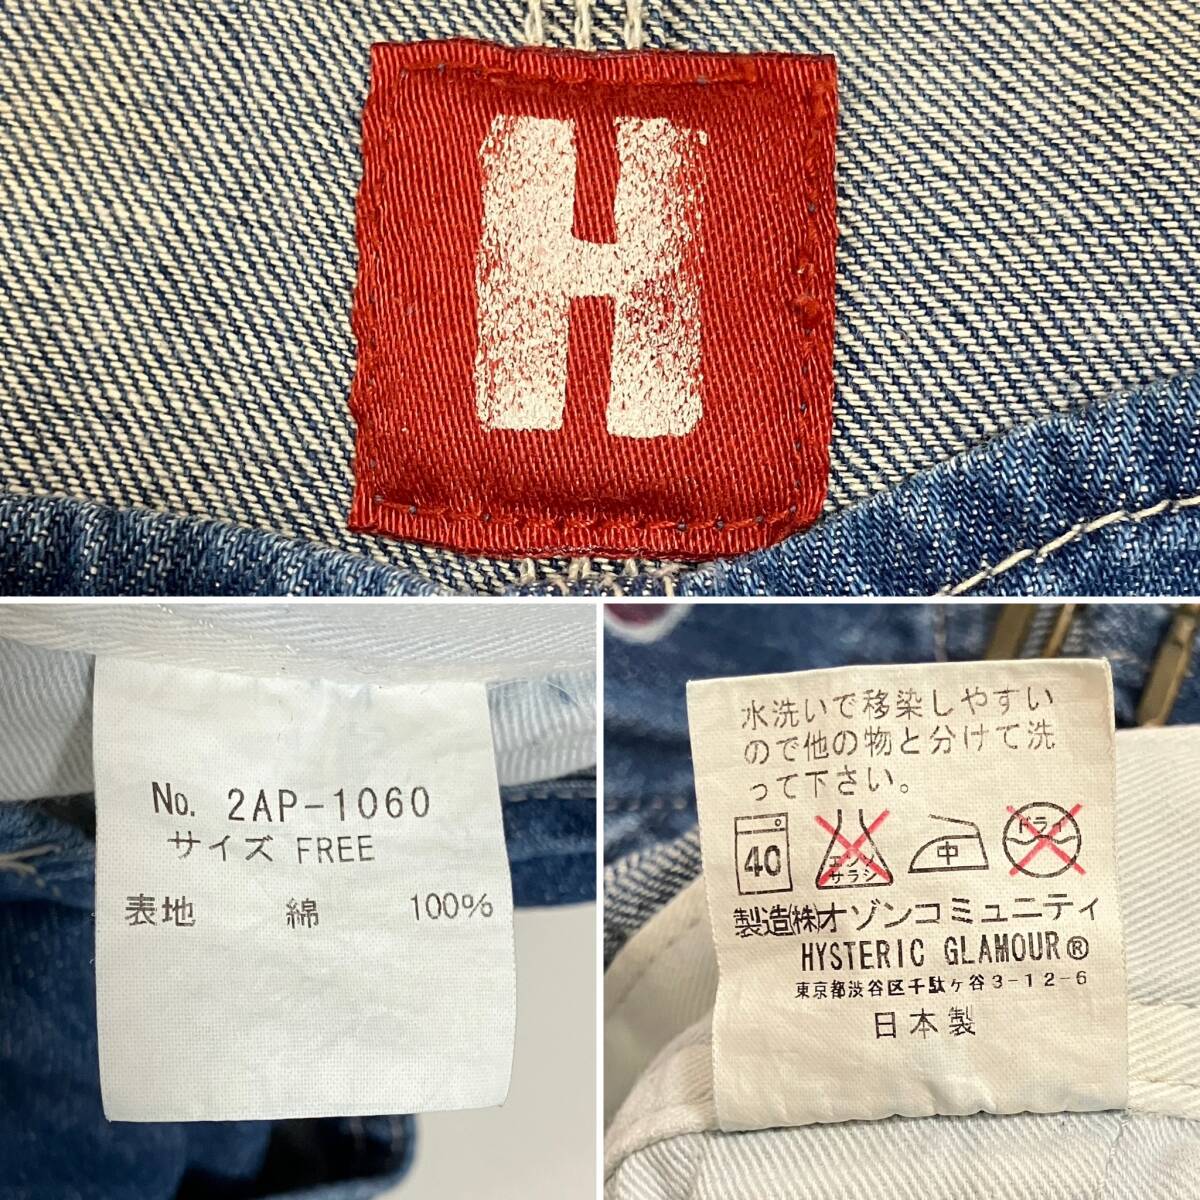 H
No. 2AP-1060
サイズ FREE
表地 綿 100%
水洗いで移染しやすい
ので他の物と分けて洗
って下さい。
40 エンソ サラシ 中 ドライ
製造㈱オゾンコミュニティ
HYSTERIC GLAMOUR®
東京都渋谷区千駄ヶ谷3-12-6
日本製